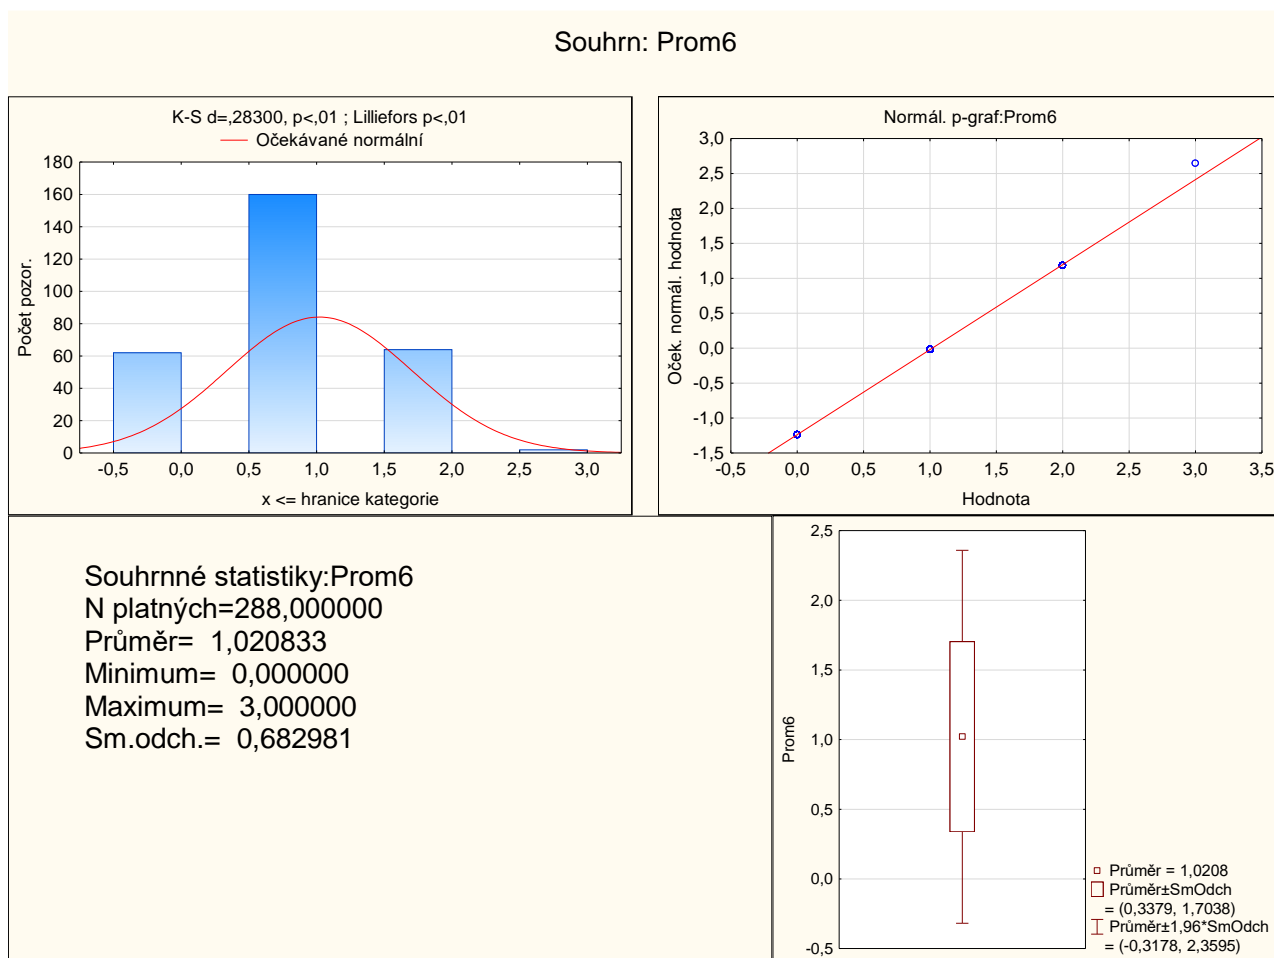 Souhrn: Prom6
K-S d=,28300, p<,01 ; Lilliefors p<,01
Očekávané normální
180
160
140
120
100
80
60
40
20
0
Počet pozor.
-0,5 0,0 0,5 1,0 1,5 2,0 2,5 3,0
x <= hranice kategorie
Normál. p-graf:Prom6
3,0
2,5
2,0
1,5
1,0
0,5
0,0
-0,5
-1,0
-1,5
Oček. normál. hodnota
-0,5 0,0 0,5 1,0 1,5 2,0 2,5 3,0 3,5
Hodnota
Souhrnné statistiky:Prom6
N platných=288,000000
Průměr= 1,020833
Minimum= 0,000000
Maximum= 3,000000
Sm.odch.= 0,682981
2,5
2,0
1,5
1,0
0,5
0,0
-0,5
Prom6
Průměr = 1,0208
Průměr±SmOdch
= (0,3379, 1,7038)
Průměr±1,96*SmOdch
= (-0,3178, 2,3595)